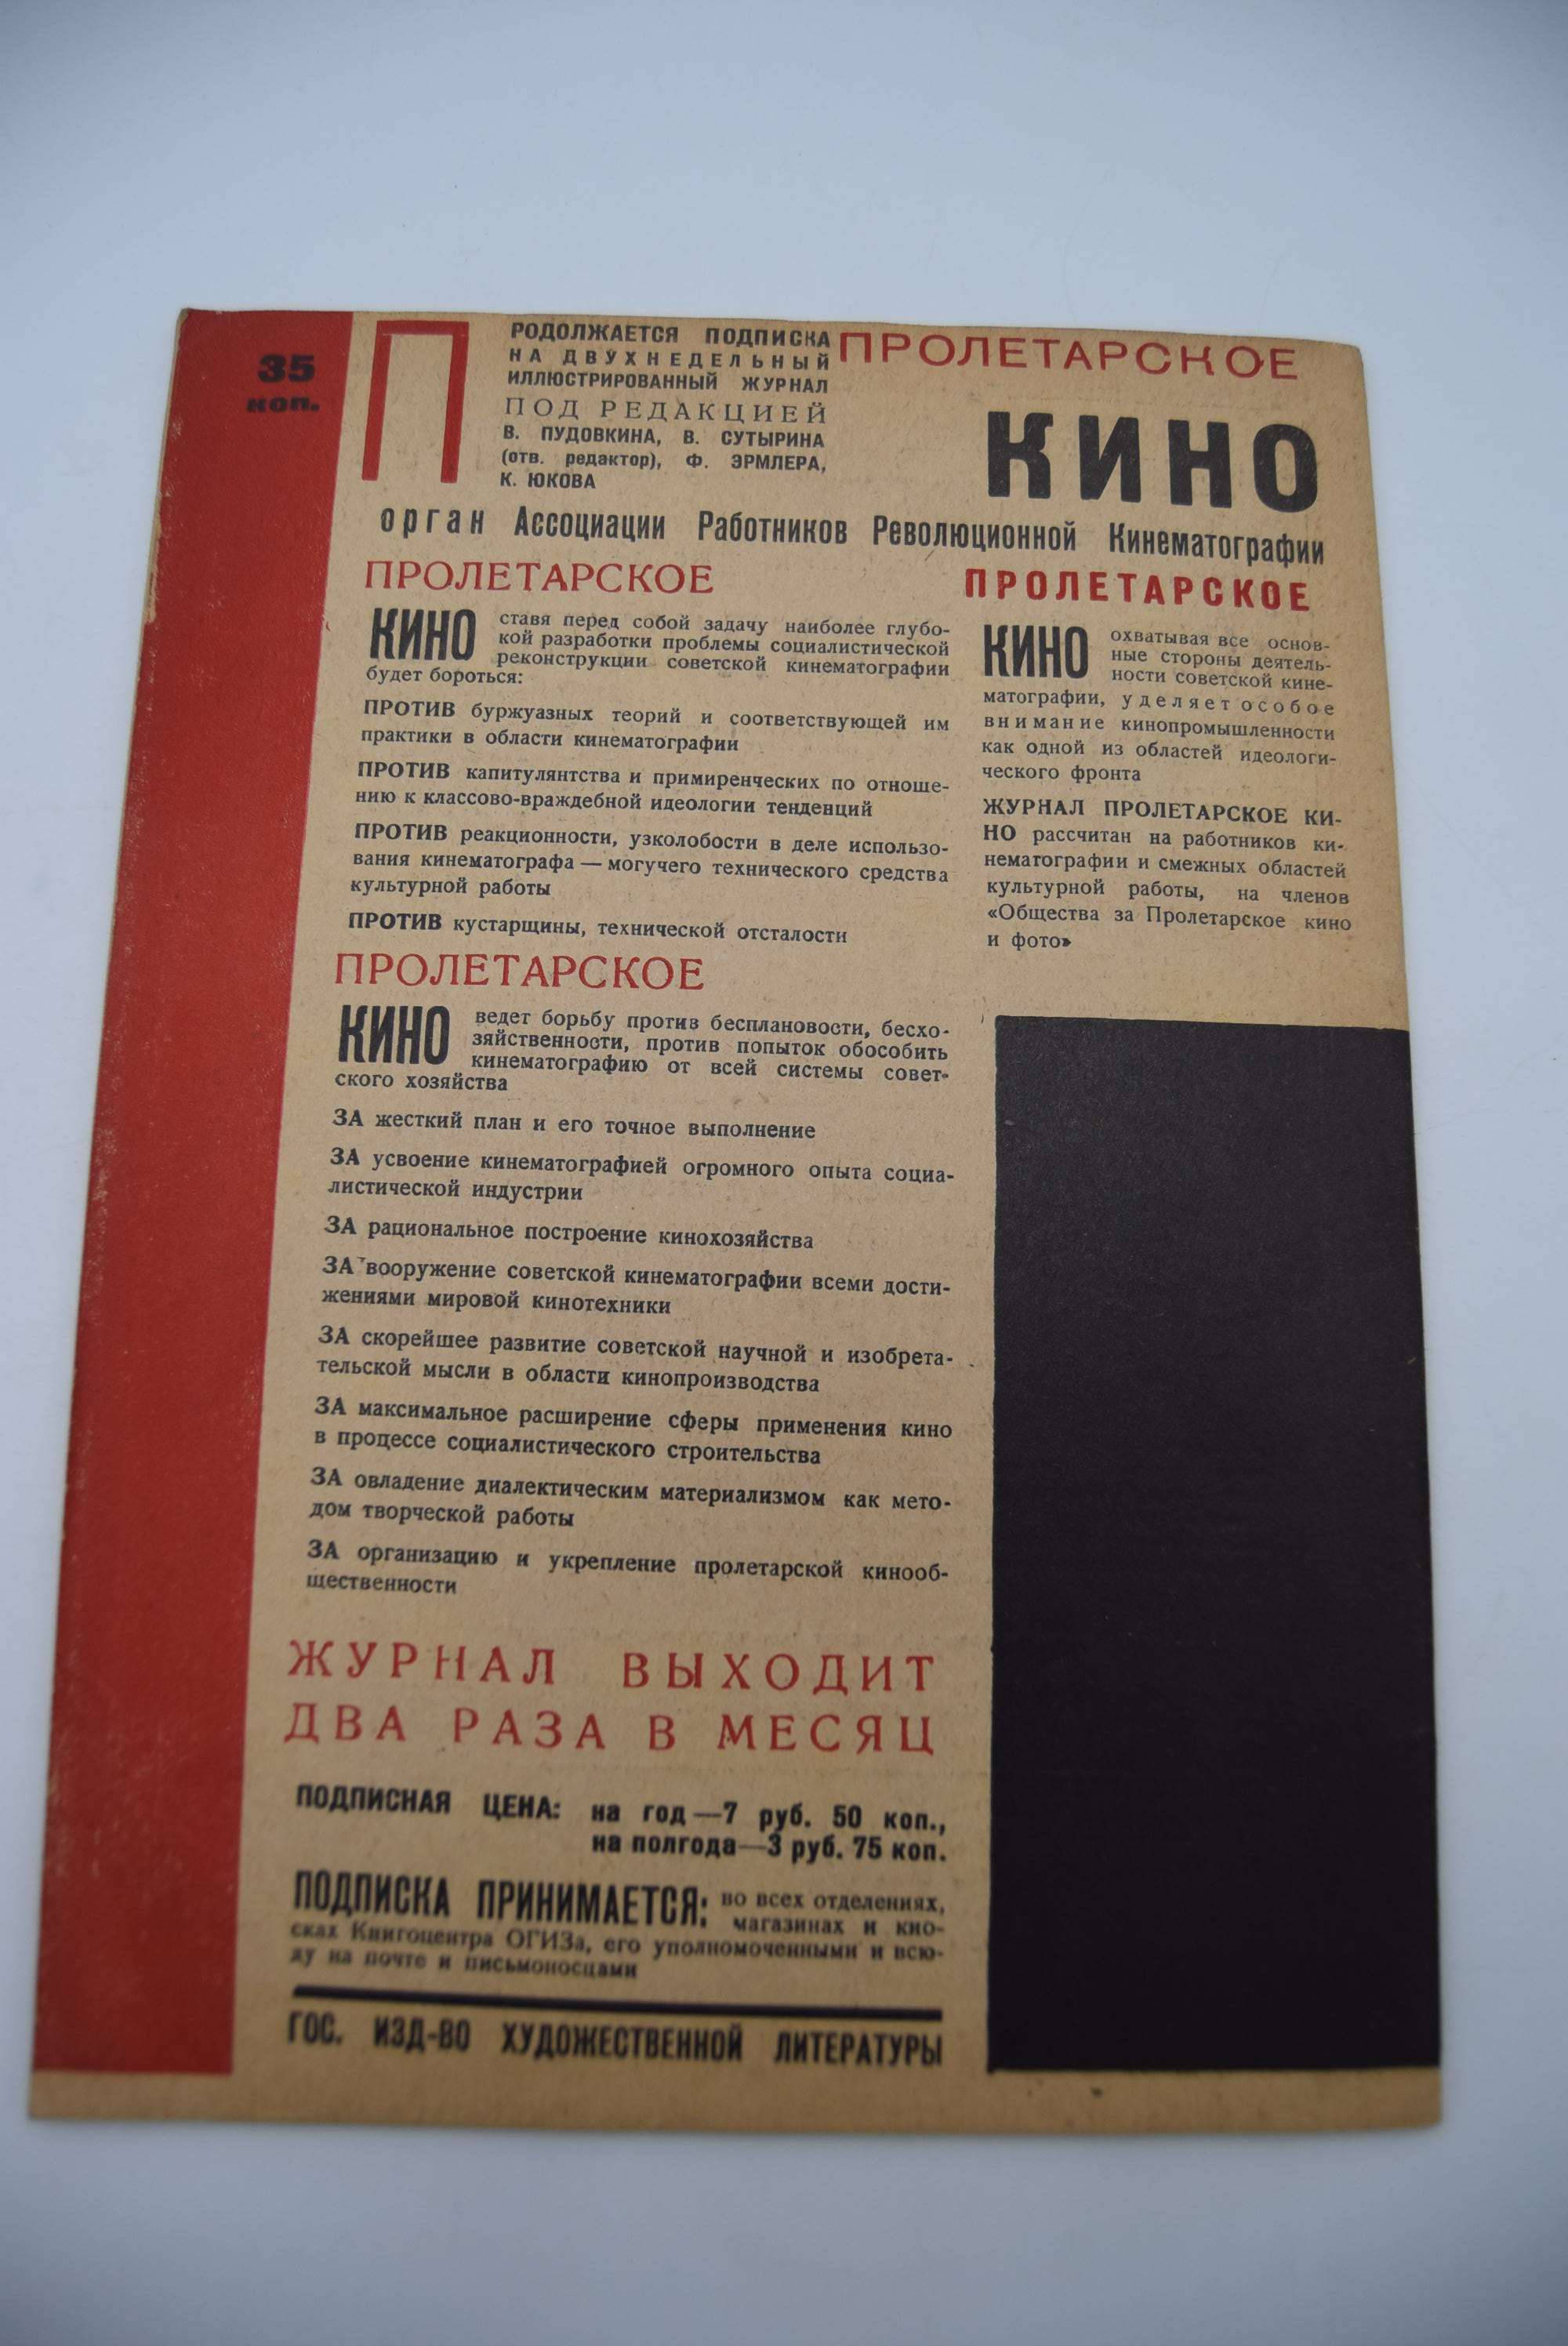 35
коп.
ПРОДОЛЖАЕТСЯ ПОДПИСКА
НА ДВУХНЕДЕЛЬНЫЙ
ИЛЛЮСТРИРОВАННЫЙ ЖУРНАЛ
ПОД РЕДАКЦИЕЙ
В. ПУДОВКИНА, В. СУТЫРИНА
(отв. редактор), Ф. ЭРМЛЕРА,
К. ЮКОВА
ПРОЛЕТАРСКОЕ
КИНО
орган Ассоциации Работников Революционной Кинематографии
ПРОЛЕТАРСКОЕ
КИНО ставя перед собой задачу наиболее глубо-
кой разработки проблемы социалистической
реконструкции советской кинематографии
будет бороться:
ПРОТИВ буржуазных теорий и соответствующей им
практики в области кинематографии
ПРОТИВ капитулянтства и примиренческих по отноше-
нию к классово-враждебной идеологии тенденций
ПРОТИВ реакционности, узколобости в деле использо-
вания кинематографа — могучего технического средства
культурной работы
ПРОТИВ кустарщины, технической отсталости
ПРОЛЕТАРСКОЕ
КИНО ведет борьбу против бесплановости, бесхо-
зяйственности, против попыток обособить
кинематографию от всей системы совет-
ского хозяйства
ЗА жесткий план и его точное выполнение
ЗА усвоение кинематографией огромного опыта социа-
листической индустрии
ЗА рациональное построение кинохозяйства
ЗА вооружение советской кинематографии всеми дости-
жениями мировой кинотехники
ЗА скорейшее развитие советской научной и изобрета-
тельской мысли в области кинопроизводства
ЗА максимальное расширение сферы применения кино
в процессе социалистического строительства
ЗА овладение диалектическим материализмом как мето-
дом творческой работы
ЗА организацию и укрепление пролетарской кинооб-
щественности
ПРОЛЕТАРСКОЕ
КИНО охватывая все основ-
ные стороны деятель-
ности советской кине-
матографии, уделяет особое
внимание кинопромышленности
как одной из областей идеологи-
ческого фронта
ЖУРНАЛ ПРОЛЕТАРСКОЕ КИ-
НО рассчитан на работников ки-
нематографии и смежных областей
культурной работы, на членов
«Общества за Пролетарское кино
и фото»
ЖУРНАЛ ВЫХОДИТ
ДВА РАЗА В МЕСЯЦ
ПОДПИСНАЯ ЦЕНА: на год—7 руб. 50 коп.,
на полгода—3 руб. 75 коп.
ПОДПИСКА ПРИНИМАЕТСЯ: во всех отделениях,
магазинах и кио-
сках Книгоцентра ОГИЗа, его уполномоченными и всю-
ду на почте и письмоносцами
ГОС. ИЗД-ВО ХУДОЖЕСТВЕННОЙ ЛИТЕРАТУРЫ